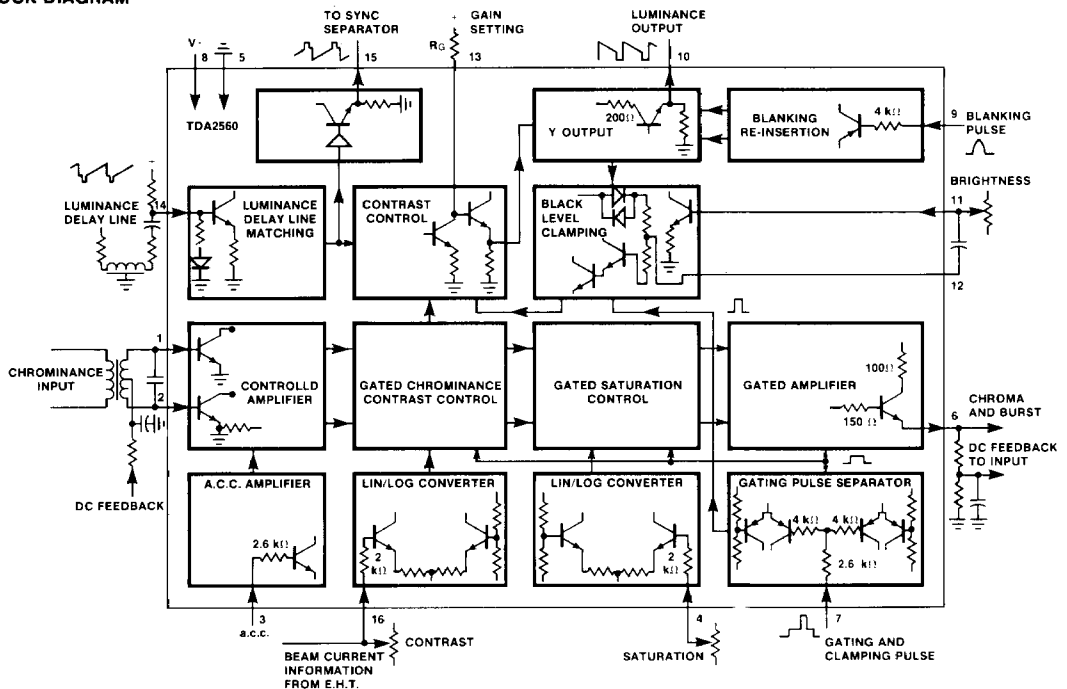 BLOCK DIAGRAM
TO SYNC
SEPARATOR
15
+
GAIN
SETTING
RG
13
LUMINANCE
OUTPUT
10
V-
8
5
TDA2560
200Ω
Y OUTPUT
BLANKING
RE-INSERTION
4 kΩ
9
BLANKING
PULSE
+
LUMINANCE
DELAY LINE
14
LUMINANCE
DELAY LINE
MATCHING
CONTRAST
CONTROL
BLACK
LEVEL
CLAMPING
BRIGHTNESS
11
12
CHROMINANCE
INPUT
1
2
CONTROLLD
AMPLIFIER
GATED CHROMINANCE
CONTRAST CONTROL
GATED SATURATION
CONTROL
GATED AMPLIFIER
100Ω
150 Ω
6
CHROMA
AND BURST
DC FEEDBACK
TO INPUT
DC FEEDBACK
A.C.C. AMPLIFIER
2.6 kΩ
LIN/LOG CONVERTER
2
kΩ
LIN/LOG CONVERTER
2
kΩ
GATING PULSE SEPARATOR
4 kΩ
4 kΩ
2.6 kΩ
3
a.c.c.
16
CONTRAST
BEAM CURRENT
INFORMATION
FROM E.H.T.
4
SATURATION
7
GATING AND
CLAMPING PULSE